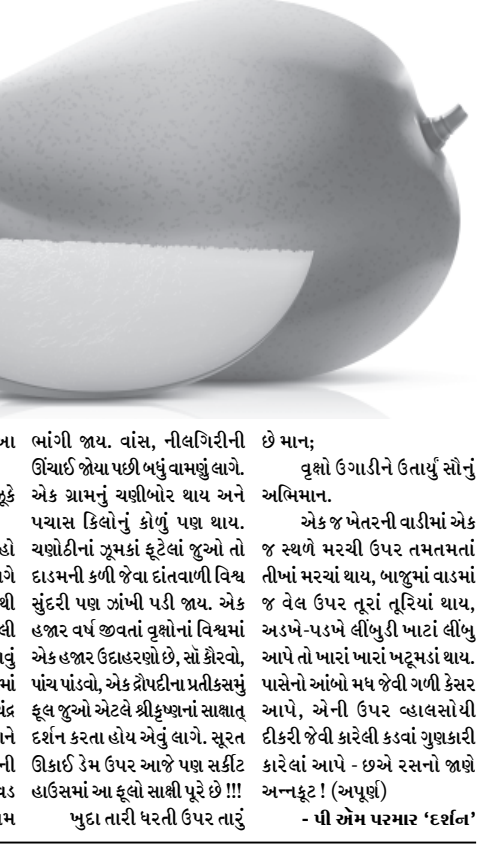 આ
ઝૂકે
હો
ગે
થી
લી
વું
માં
ચંદ્ર
ને
ની
વડ
ામ
ભાંગી જાય. વાંસ, નીલગિરીની
ઊંચાઈ જોયા પછી બધું વામણું લાગે.
એક ગ્રામનું ચણીબોર થાય અને
પચાસ કિલોનું કોળું પણ થાય.
ચણોઠીનાં ઝૂમકાં ફૂટેલાં જુઓ તો
દાડમની કળી જેવા દાંતવાળી વિશ્વ
સુંદરી પણ ઝાંખી પડી જાય. એક
હજાર વર્ષ જીવતાં વૃક્ષોનાં વિશ્વમાં
એક હજાર ઉદાહરણો છે, સૉ કૌરવો,
પાંચ પાંડવો, એક દ્રૌપદીના પ્રતીકસમું
ફૂલ જુઓ એટલે શ્રીકૃષ્ણનાં સાક્ષાત્
દર્શન કરતા હોય એવું લાગે. સૂરત
ઊકાઈ ડેમ ઉપર આજે પણ સર્કીટ
હાઉસમાં આ ફૂલો સાક્ષી પૂરે છે !!!
ખુદા તારી ધરતી ઉપર તારું
છે માન;
વૃક્ષો ઉગાડીને ઉતાર્યું સૌનું
અભિમાન.
એક જ ખેતરની વાડીમાં એક
જ સ્થળે મરચી ઉપર તમતમતાં
તીખાં મરચાં થાય, બાજુમાં વાડમાં
જ વેલ ઉપર તૂરાં તૂરિયાં થાય,
અડખે-પડખે લીંબુડી ખાટાં લીંબુ
આપે તો ખારાં ખારાં ખટૂમડાં થાય.
પાસેનો આંબો મધ જેવી ગળી કેસર
આપે, એની ઉપર વ્હાલસોયી
દીકરી જેવી કારેલી કડવાં ગુણકારી
કારેલાં આપે - છએ રસનો જાણે
અન્નકૂટ ! (અપૂર્ણ)
- પી એમ પરમાર ‘દર્શન’